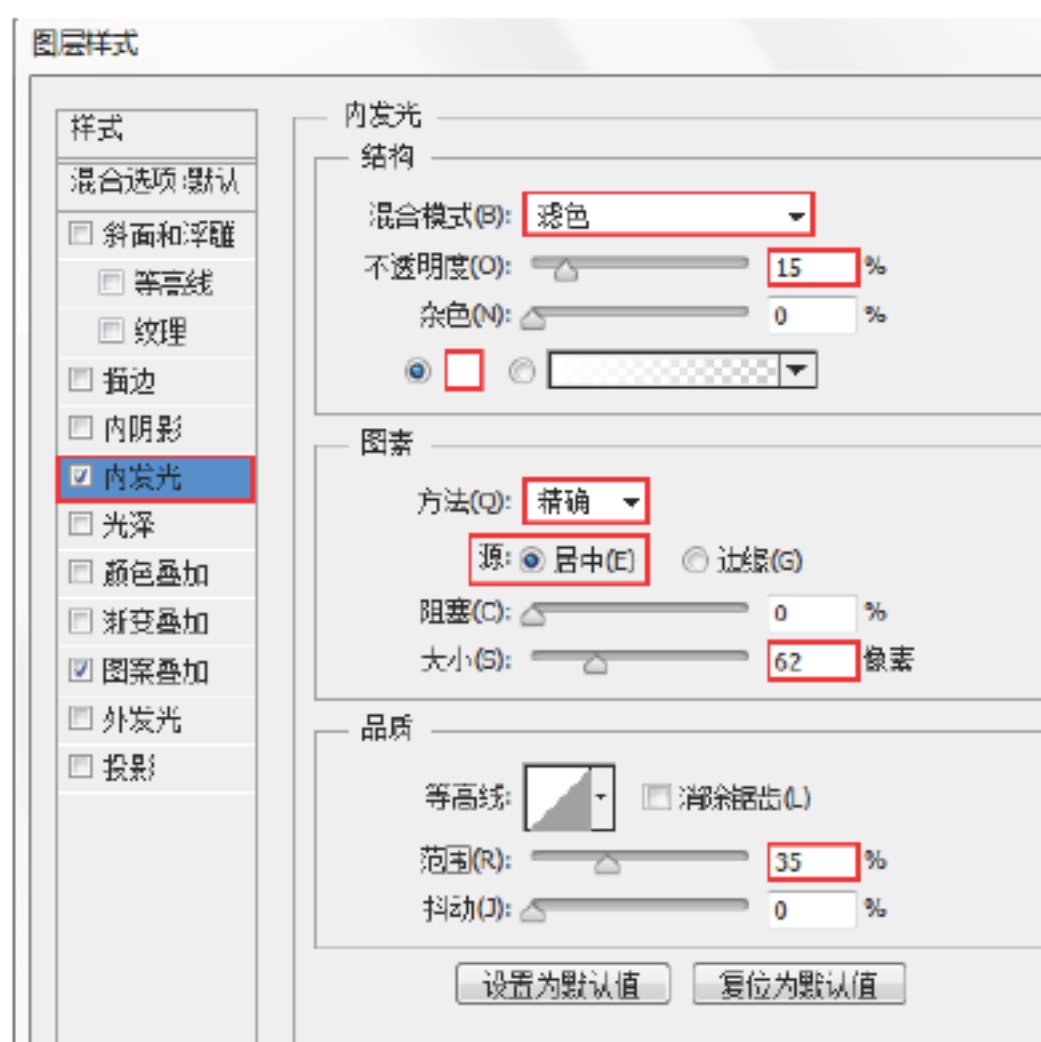 图层样式
样式
混合选项:默认
斜面和浮雕
等高线
纹理
描边
内阴影
内发光
光泽
颜色叠加
渐变叠加
图案叠加
外发光
投影
内发光
结构
混合模式(B): 滤色
不透明度(O): 15 %
杂色(N): 0 %
图素
方法(Q): 精确
源: 居中(E) 边缘(G)
阻塞(C): 0 %
大小(S): 62 像素
品质
等高线: 消除锯齿(L)
范围(R): 35 %
抖动(J): 0 %
设置为默认值 复位为默认值